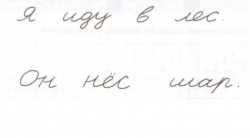 Я иду в лес.
Он нёс шар.